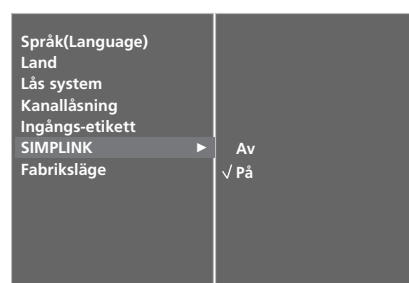 Språk(Language)
Land
Lås system
Kanallåsning
Ingångs-etikett
SIMPLINK ►
Fabriksläge
Av
√ På